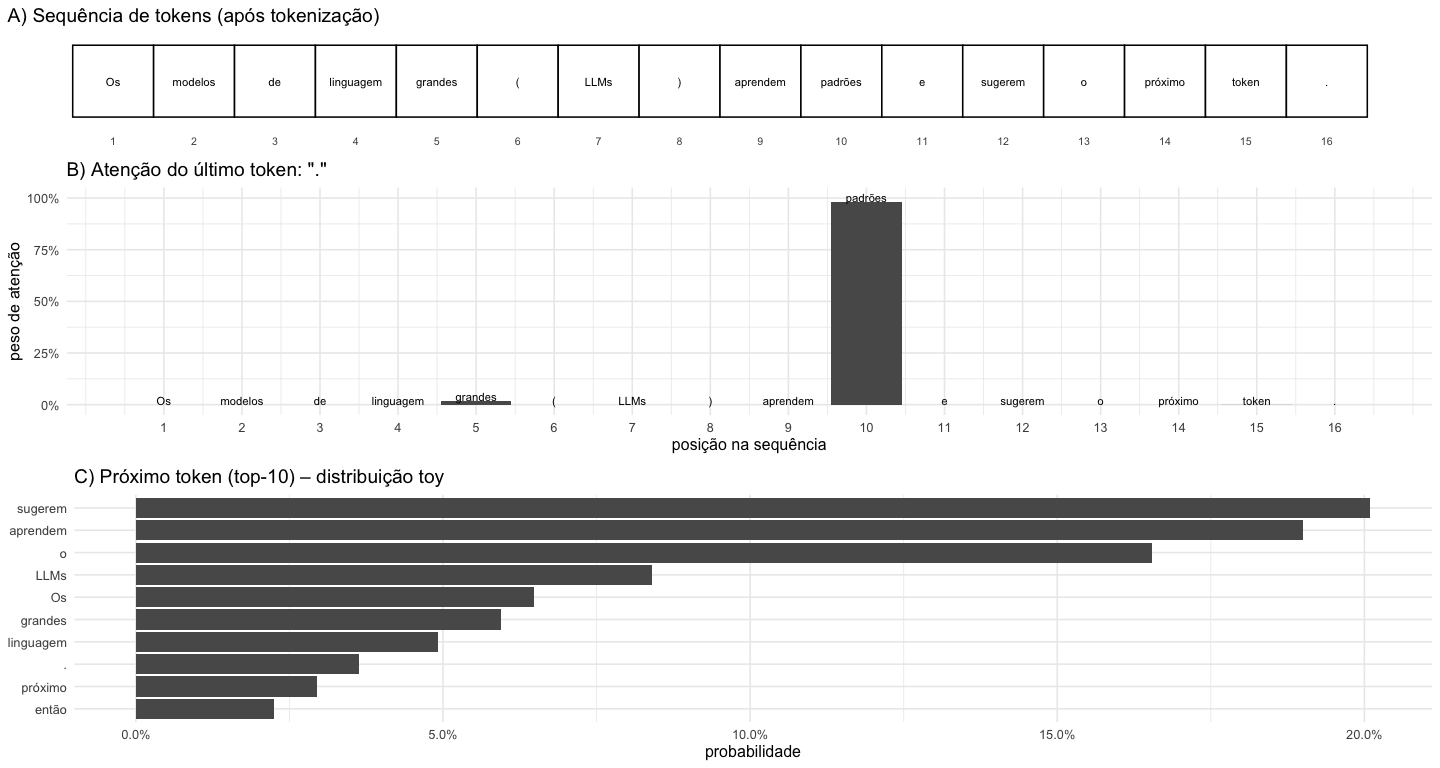 A) Sequência de tokens (após tokenização)
Os modelos de linguagem grandes ( LLMs ) aprendem padrões e sugerem o próximo token .
1 2 3 4 5 6 7 8 9 10 11 12 13 14 15 16
B) Atenção do último token: "."
peso de atenção
100%
75%
50%
25%
0%
Os modelos de linguagem grandes ( LLMs ) aprendem padrões e sugerem o próximo token .
1 2 3 4 5 6 7 8 9 10 11 12 13 14 15 16
posição na sequência
C) Próximo token (top-10) – distribuição toy
sugerem
aprendem
o
LLMs
Os
grandes
linguagem
.
próximo
então
0.0% 5.0% 10.0% 15.0% 20.0%
probabilidade